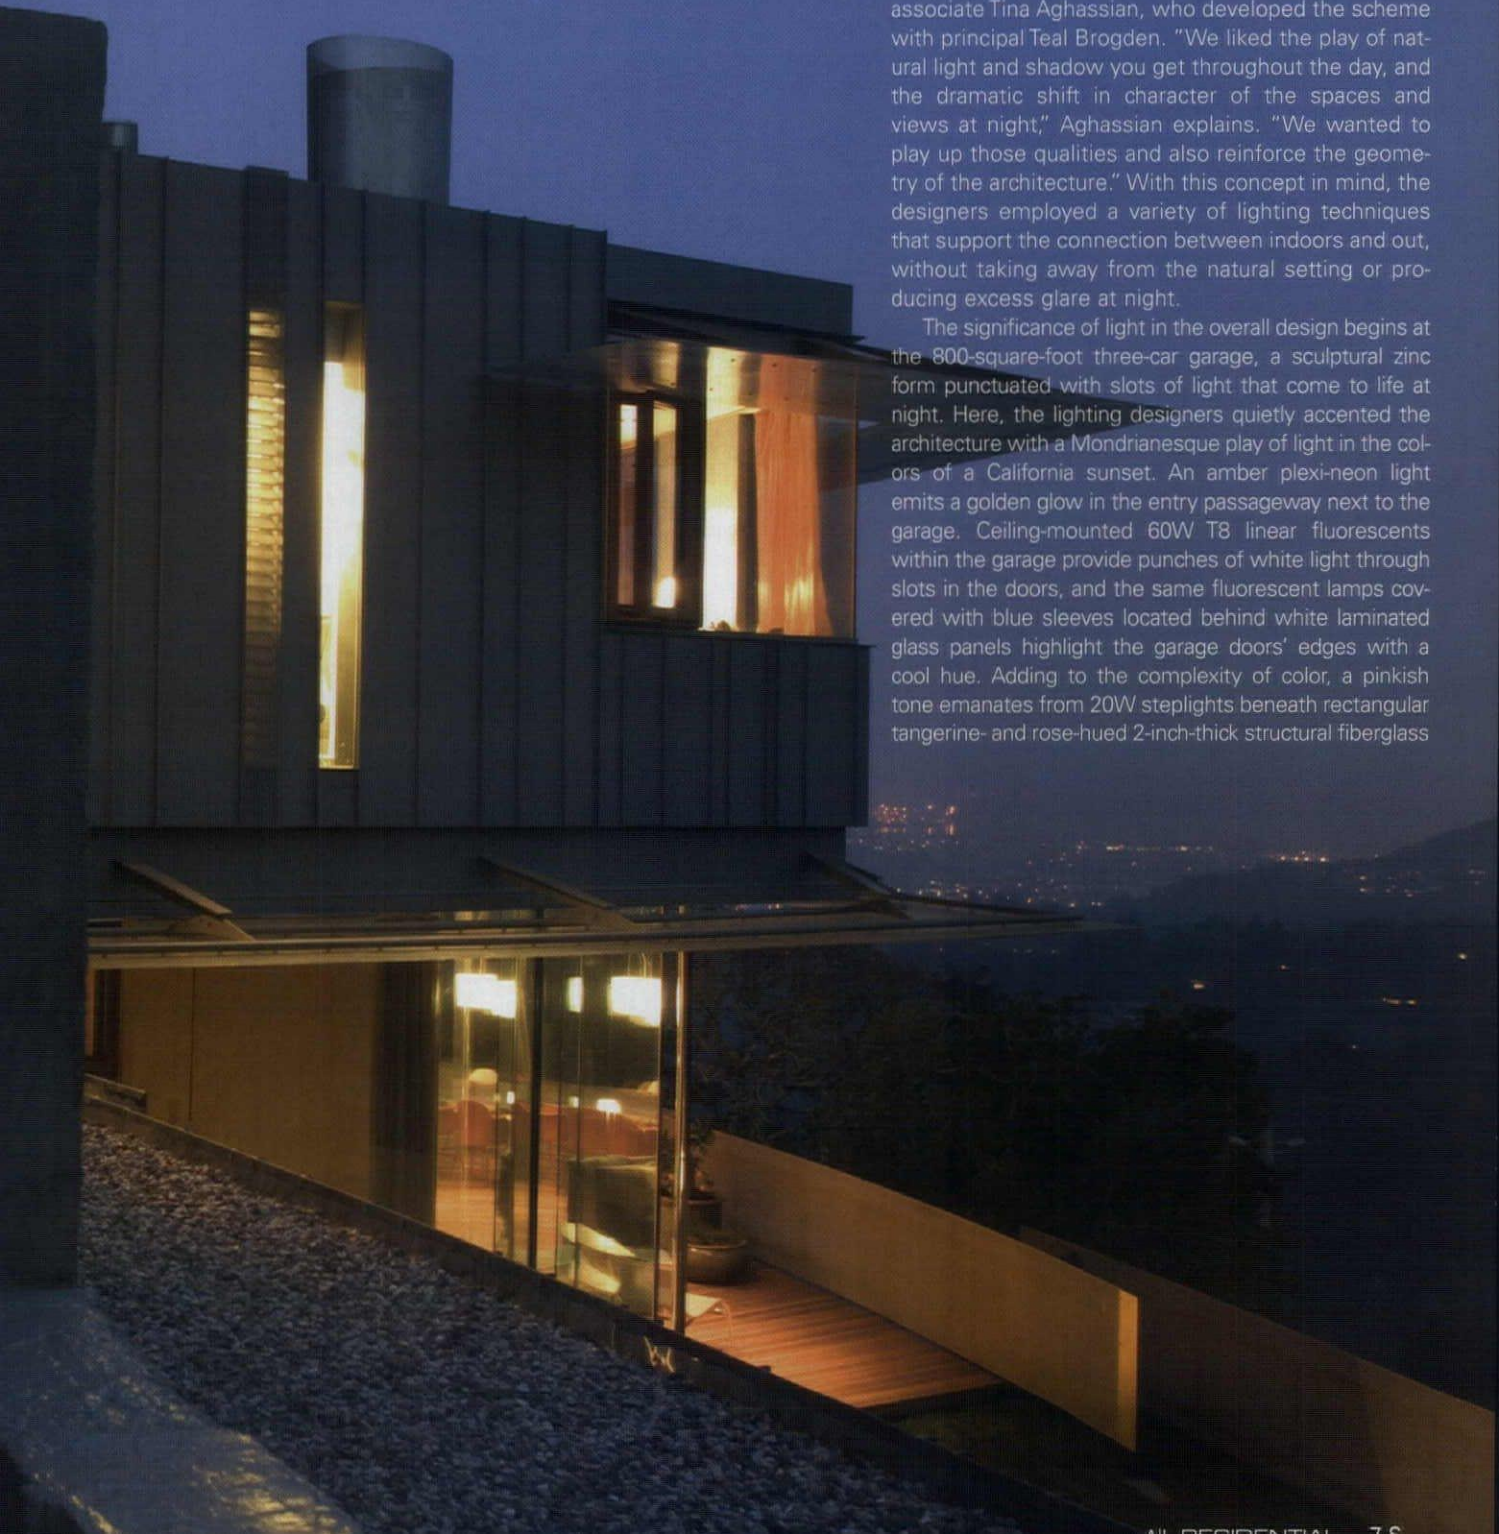 associate Tina Aghassian, who developed the scheme
with principal Teal Brogden. "We liked the play of nat-
ural light and shadow you get throughout the day, and
the dramatic shift in character of the spaces and
views at night," Aghassian explains. "We wanted to
play up those qualities and also reinforce the geome-
try of the architecture." With this concept in mind, the
designers employed a variety of lighting techniques
that support the connection between indoors and out,
without taking away from the natural setting or pro-
ducing excess glare at night.
The significance of light in the overall design begins at
the 800-square-foot three-car garage, a sculptural zinc
form punctuated with slots of light that come to life at
night. Here, the lighting designers quietly accented the
architecture with a Mondrianesque play of light in the col-
ors of a California sunset. An amber plexi-neon light
emits a golden glow in the entry passageway next to the
garage. Ceiling-mounted 60W T8 linear fluorescents
within the garage provide punches of white light through
slots in the doors, and the same fluorescent lamps cov-
ered with blue sleeves located behind white laminated
glass panels highlight the garage doors' edges with a
cool hue. Adding to the complexity of color, a pinkish
tone emanates from 20W steplights beneath rectangular
tangerine- and rose-hued 2-inch-thick structural fiberglass
RESIDENTIAL